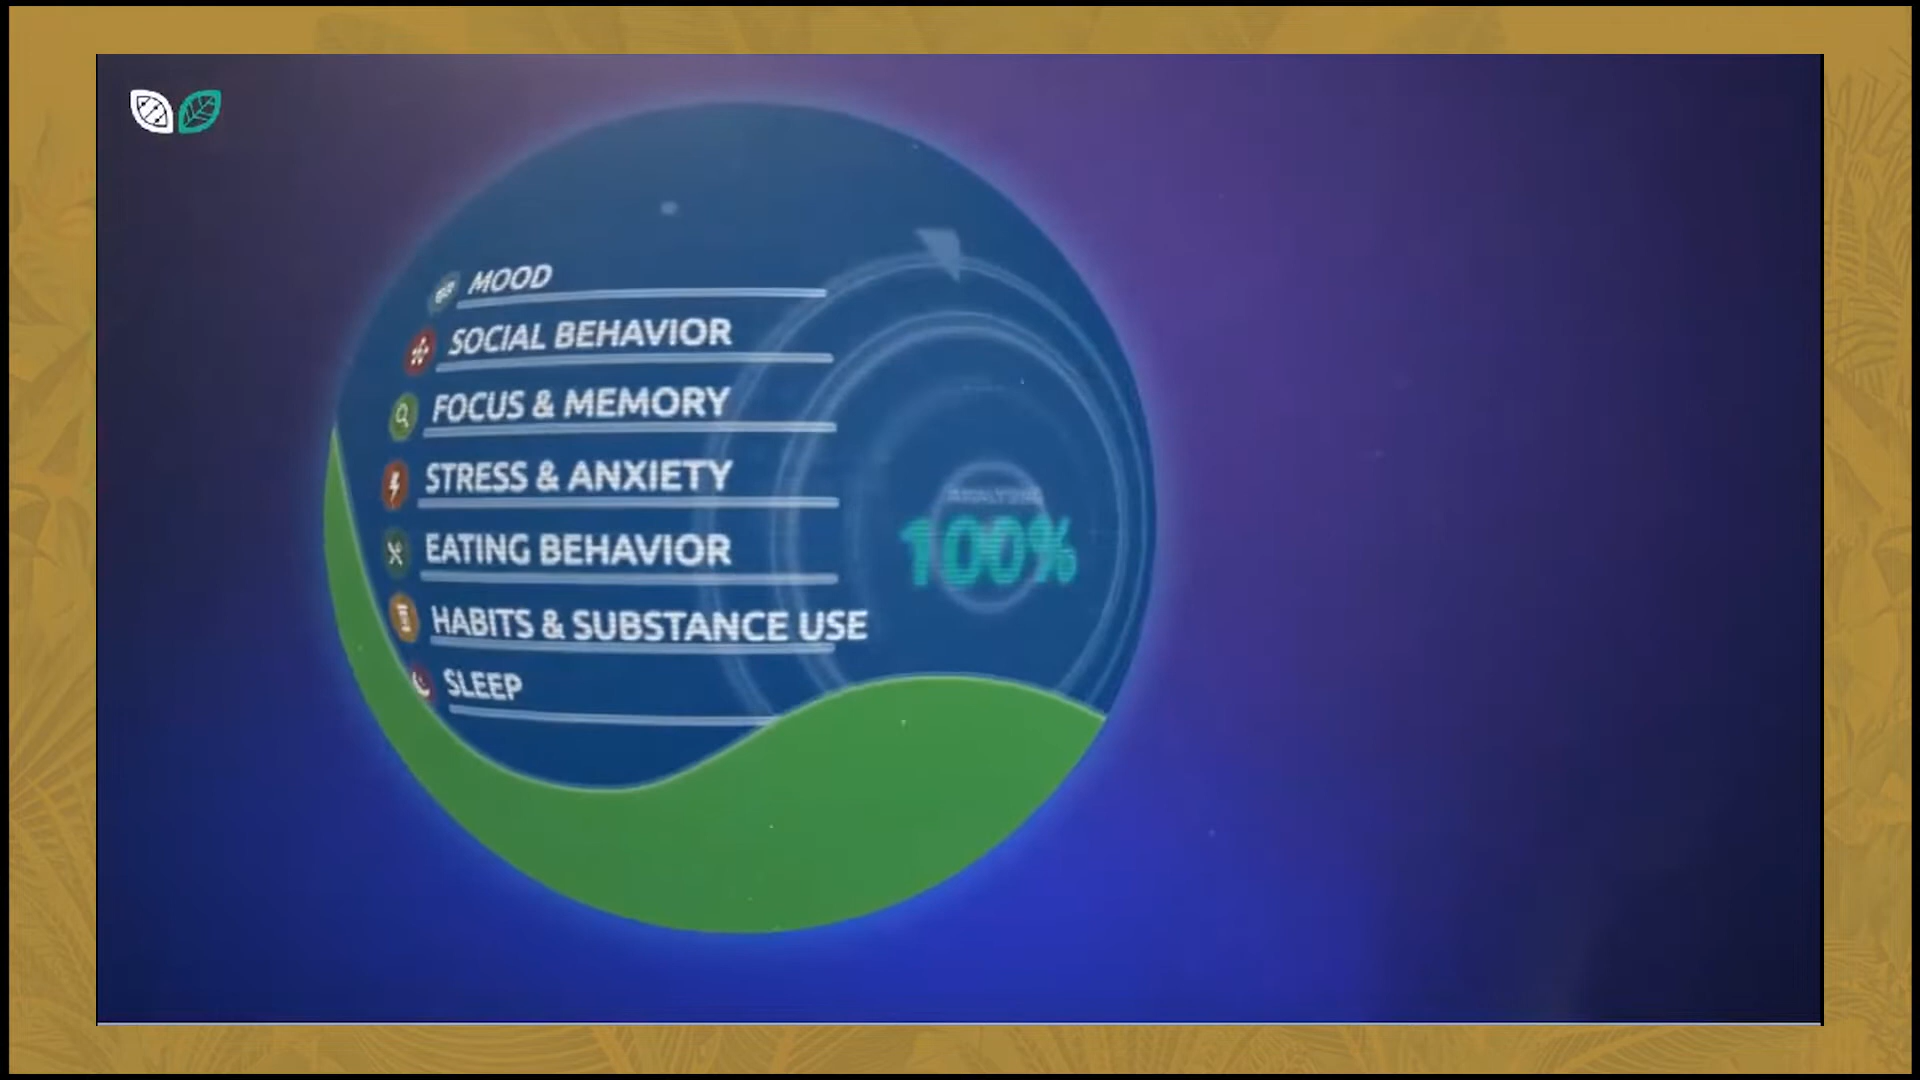 MOOD
SOCIAL BEHAVIOR
FOCUS & MEMORY
STRESS & ANXIETY
EATING BEHAVIOR
HABITS & SUBSTANCE USE
SLEEP
100%